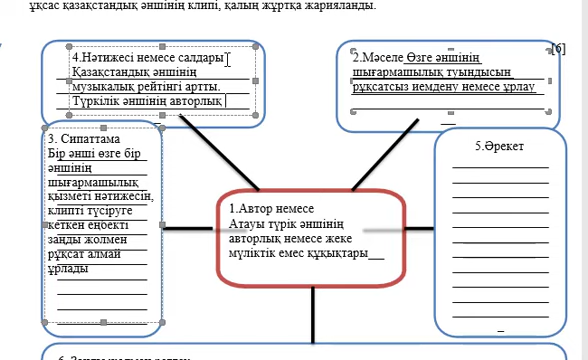 ұқсас қазақстандық әншінің клипі, қалың жұртқа жарияланды.
[6]
4.Нәтижесі немесе салдары
Қазақстандық әншінің
музыкалық рейтингі артты.
Түркілік әншінің авторлық
2.Мәселе Өзге әншінің
шығармашылық туындысын
рұқсатсыз иемдену немесе ұрлау
3. Сипаттама
Бір әнші өзге бір
әншінің
шығармашылық
қызметі нәтижесін,
клипті түсіруге
кеткен еңбекті
заңды жолмен
рұқсат алмай
ұрлады
5.Әрекет
1.Автор немесе
Атауы түрік әншінің
авторлық немесе жеке
мүліктік емес құқықтары